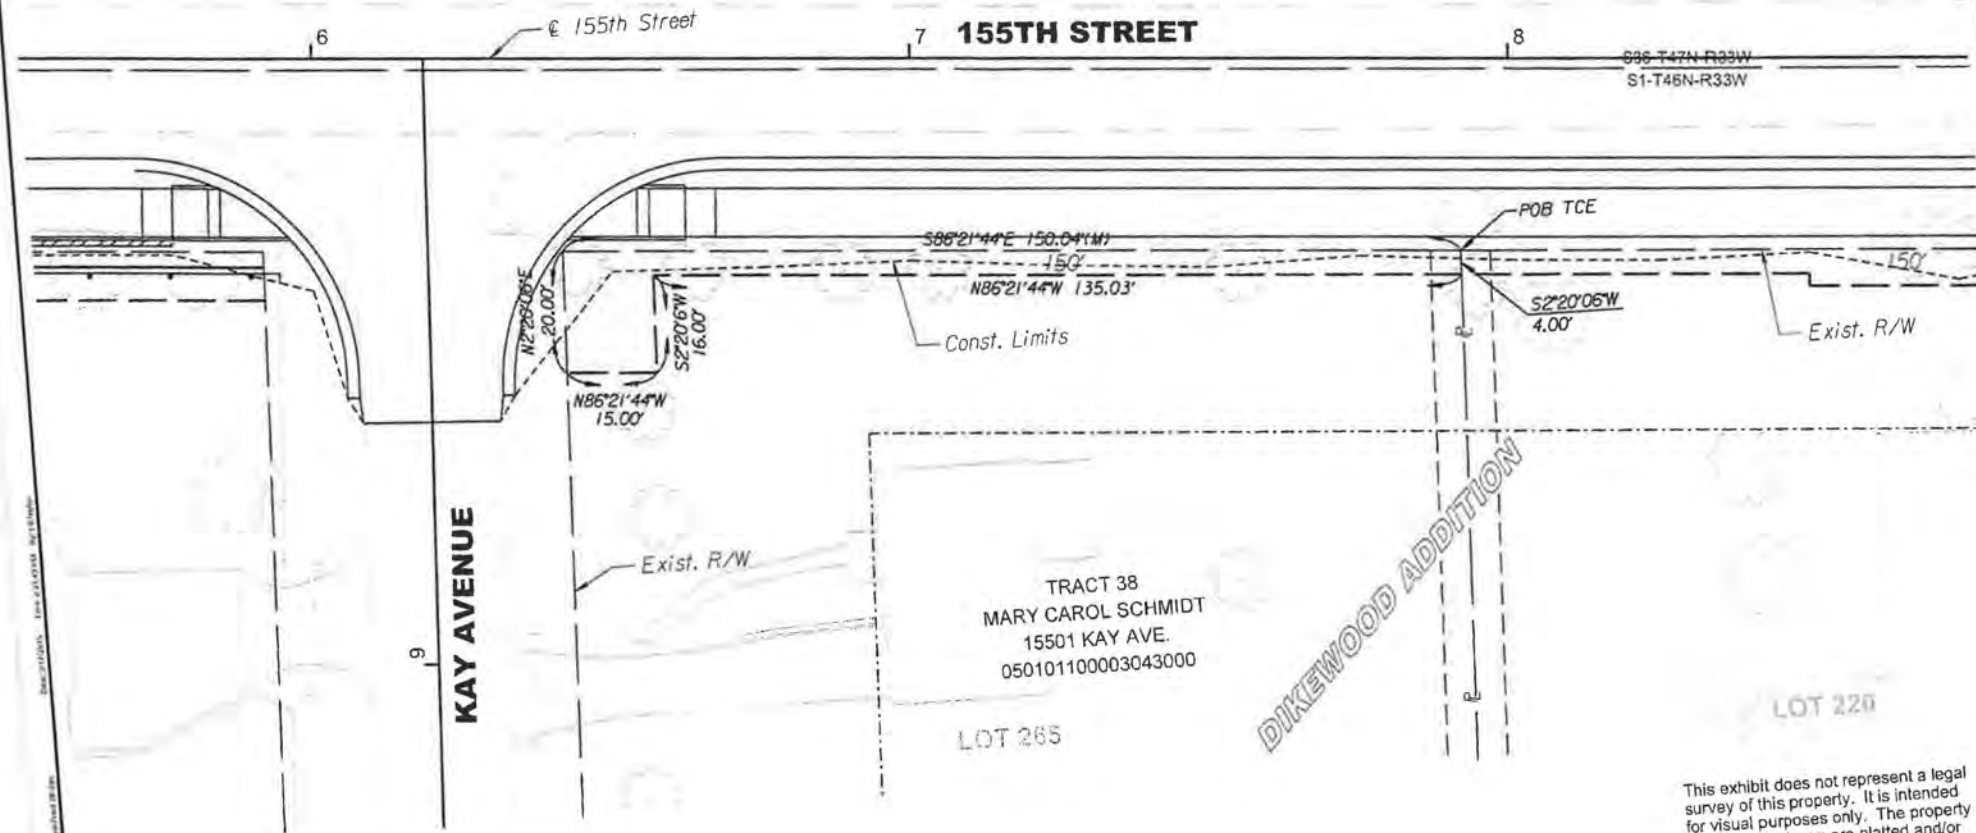 ℄ 155th Street
155TH STREET
6
7
8
S36-T47N-R33W
S1-T46N-R33W
POB TCE
S86°21'44"E 150.04'(M)
150'
N86°21'44"W 135.03'
150'
N2°20'06"E
20.00'
S2°20'6"W
16.00'
S2°20'06"W
4.00'
Const. Limits
Exist. R/W
N86°21'44"W
15.00'
Exist. R/W
KAY AVENUE
9
TRACT 38
MARY CAROL SCHMIDT
15501 KAY AVE.
050101100003043000
DIKEWOOD ADDITION
LOT 265
LOT 220
This exhibit does not represent a legal
survey of this property. It is intended
for visual purposes only. The property
are platted and/or